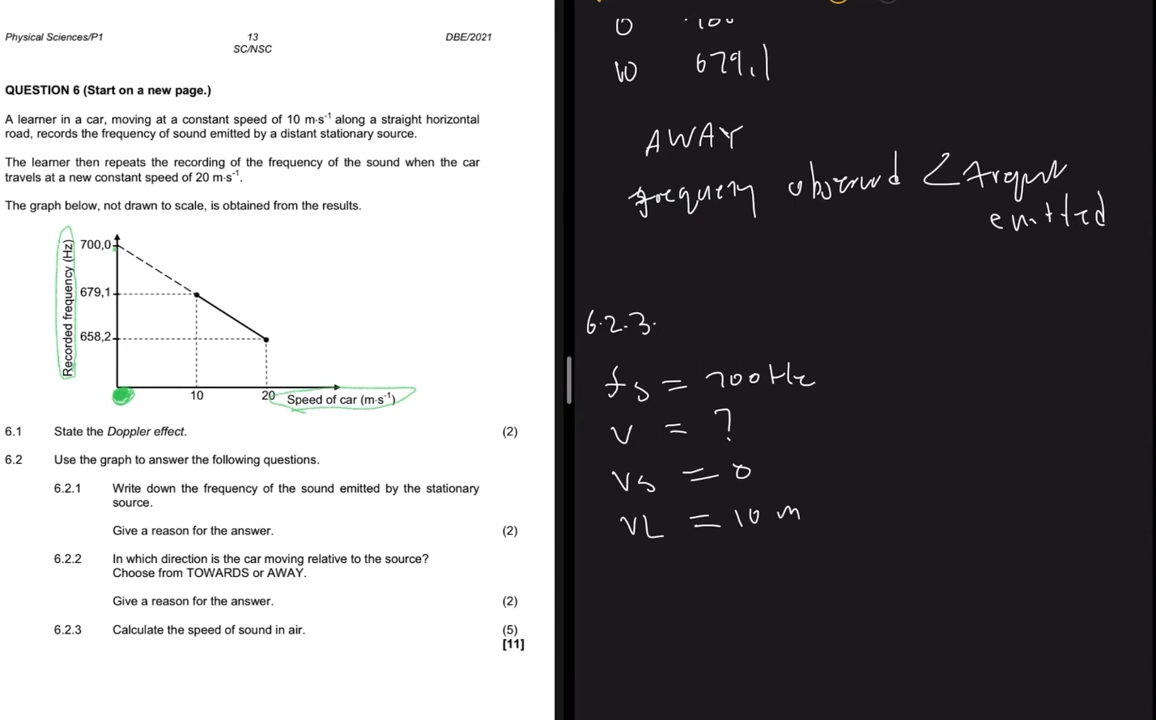 Physical Sciences/P1
13
SC/NSC
DBE/2021
QUESTION 6 (Start on a new page.)
A learner in a car, moving at a constant speed of 10 m·s⁻¹ along a straight horizontal
road, records the frequency of sound emitted by a distant stationary source.
The learner then repeats the recording of the frequency of the sound when the car
travels at a new constant speed of 20 m·s⁻¹.
The graph below, not drawn to scale, is obtained from the results.
Recorded frequency (Hz)
700,0
679,1
658,2
10
20
Speed of car (m·s⁻¹)
6.1 State the Doppler effect. (2)
6.2 Use the graph to answer the following questions.
6.2.1 Write down the frequency of the sound emitted by the stationary
source.
Give a reason for the answer. (2)
6.2.2 In which direction is the car moving relative to the source?
Choose from TOWARDS or AWAY.
Give a reason for the answer. (2)
6.2.3 Calculate the speed of sound in air. (5)
[11]
0
10 679,1
AWAY
frequency observed <
emitted
6.2.3.
fs = 700Hz
v = ?
vs = 0
vL = 10 m